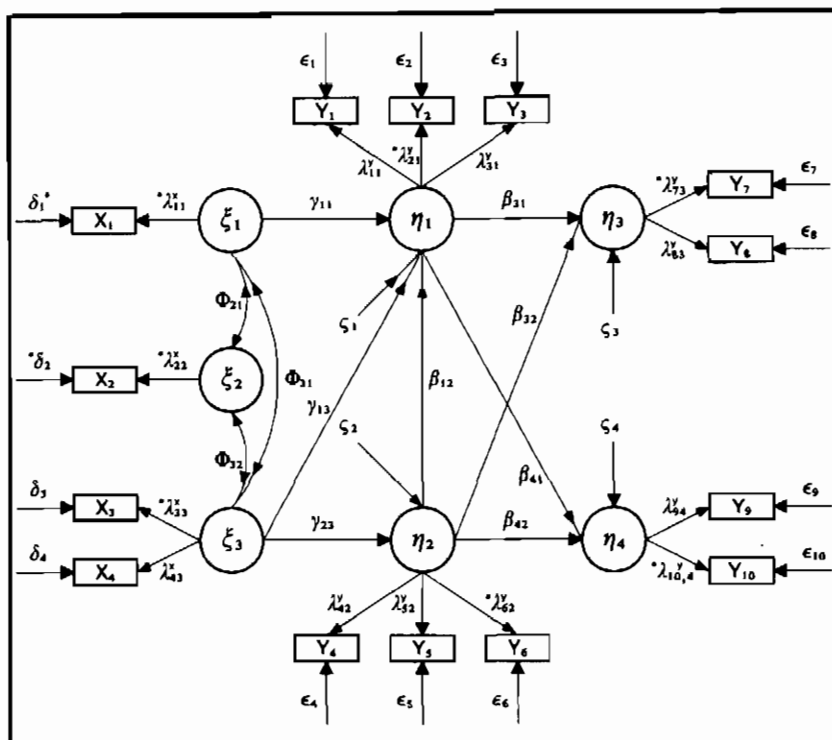 ϵ₁ ϵ₂ ϵ₃
Y₁ Y₂ Y₃
λʸ₁₁ *λʸ₂₁ λʸ₃₁
δ₁* X₁ *λˣ₁₁ ξ₁ γ₁₁ η₁ β₃₁ η₃ *λʸ₇₃ Y₇ ϵ₇
λʸ₈₃ Y₈ ϵ₈
Φ₂₁ ς₁ β₃₂ ς₃
*δ₂ X₂ *λˣ₂₂ ξ₂ Φ₃₁ γ₁₃ β₁₂
Φ₃₂ ς₂ β₄₁ ς₄
δ₃ X₃ *λˣ₃₃ ξ₃ γ₂₃ η₂ β₄₂ η₄ λʸ₉₄ Y₉ ϵ₉
δ₄ X₄ λˣ₄₃ *λʸ₁₀,₄ Y₁₀ ϵ₁₀
λʸ₄₂ λʸ₅₂ *λʸ₆₂
Y₄ Y₅ Y₆
ϵ₄ ϵ₅ ϵ₆